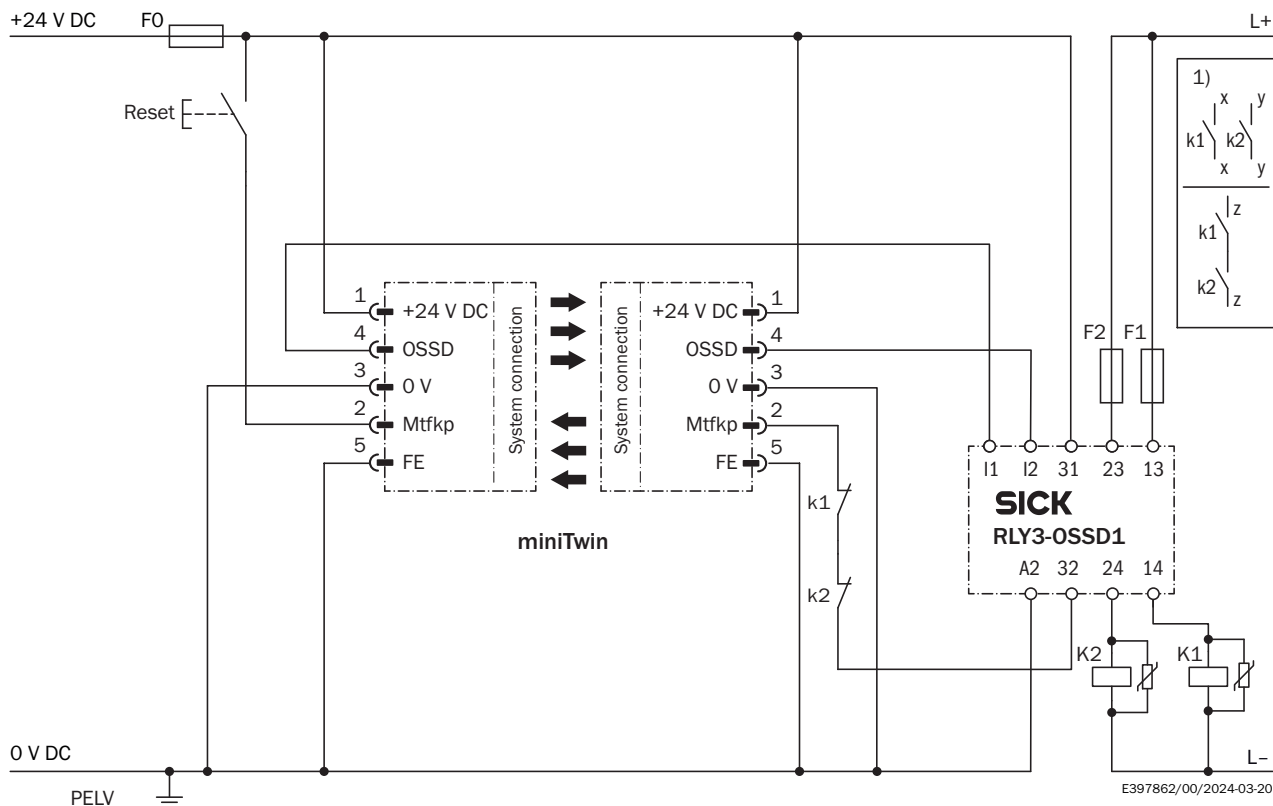 +24 V DC F0 L+
1)
x y
k1 k2
x y
z
k1
k2
z
Reset
1 +24 V DC
4 OSSD
3 0 V
2 Mtfkp
5 FE
System connection
System connection
+24 V DC 1
OSSD 4
0 V 3
Mtfkp 2
FE 5
miniTwin
k1
k2
F2 F1
I1 I2 31 23 13
SICK
RLY3-OSSD1
A2 32 24 14
K2 K1
0 V DC L–
PELV
E397862/00/2024-03-20